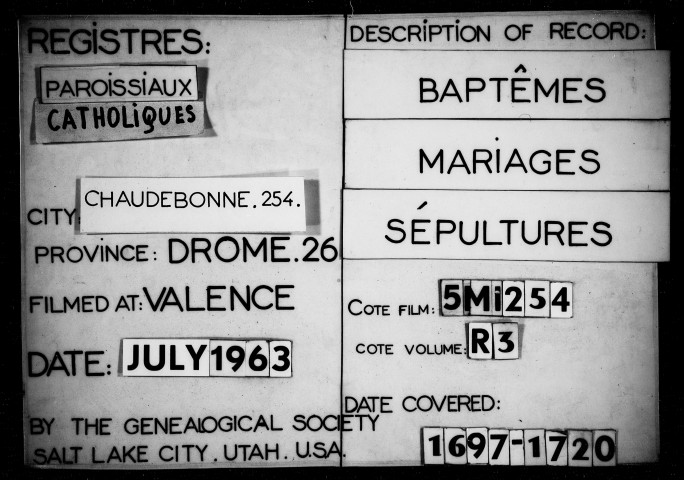 REGISTRES:
PAROISSIAUX
CATHOLIQUES
CITY CHAUDEBONNE.254.
PROVINCE: DROME.26
FILMED AT: VALENCE
DATE: JULY 1963
BY THE GENEALOGICAL SOCIETY
SALT LAKE CITY. UTAH. U.S.A.
DESCRIPTION OF RECORD:
BAPTÊMES
MARIAGES
SÉPULTURES
COTE FILM: 5Mi254
COTE VOLUME: R3
DATE COVERED:
1697-1720